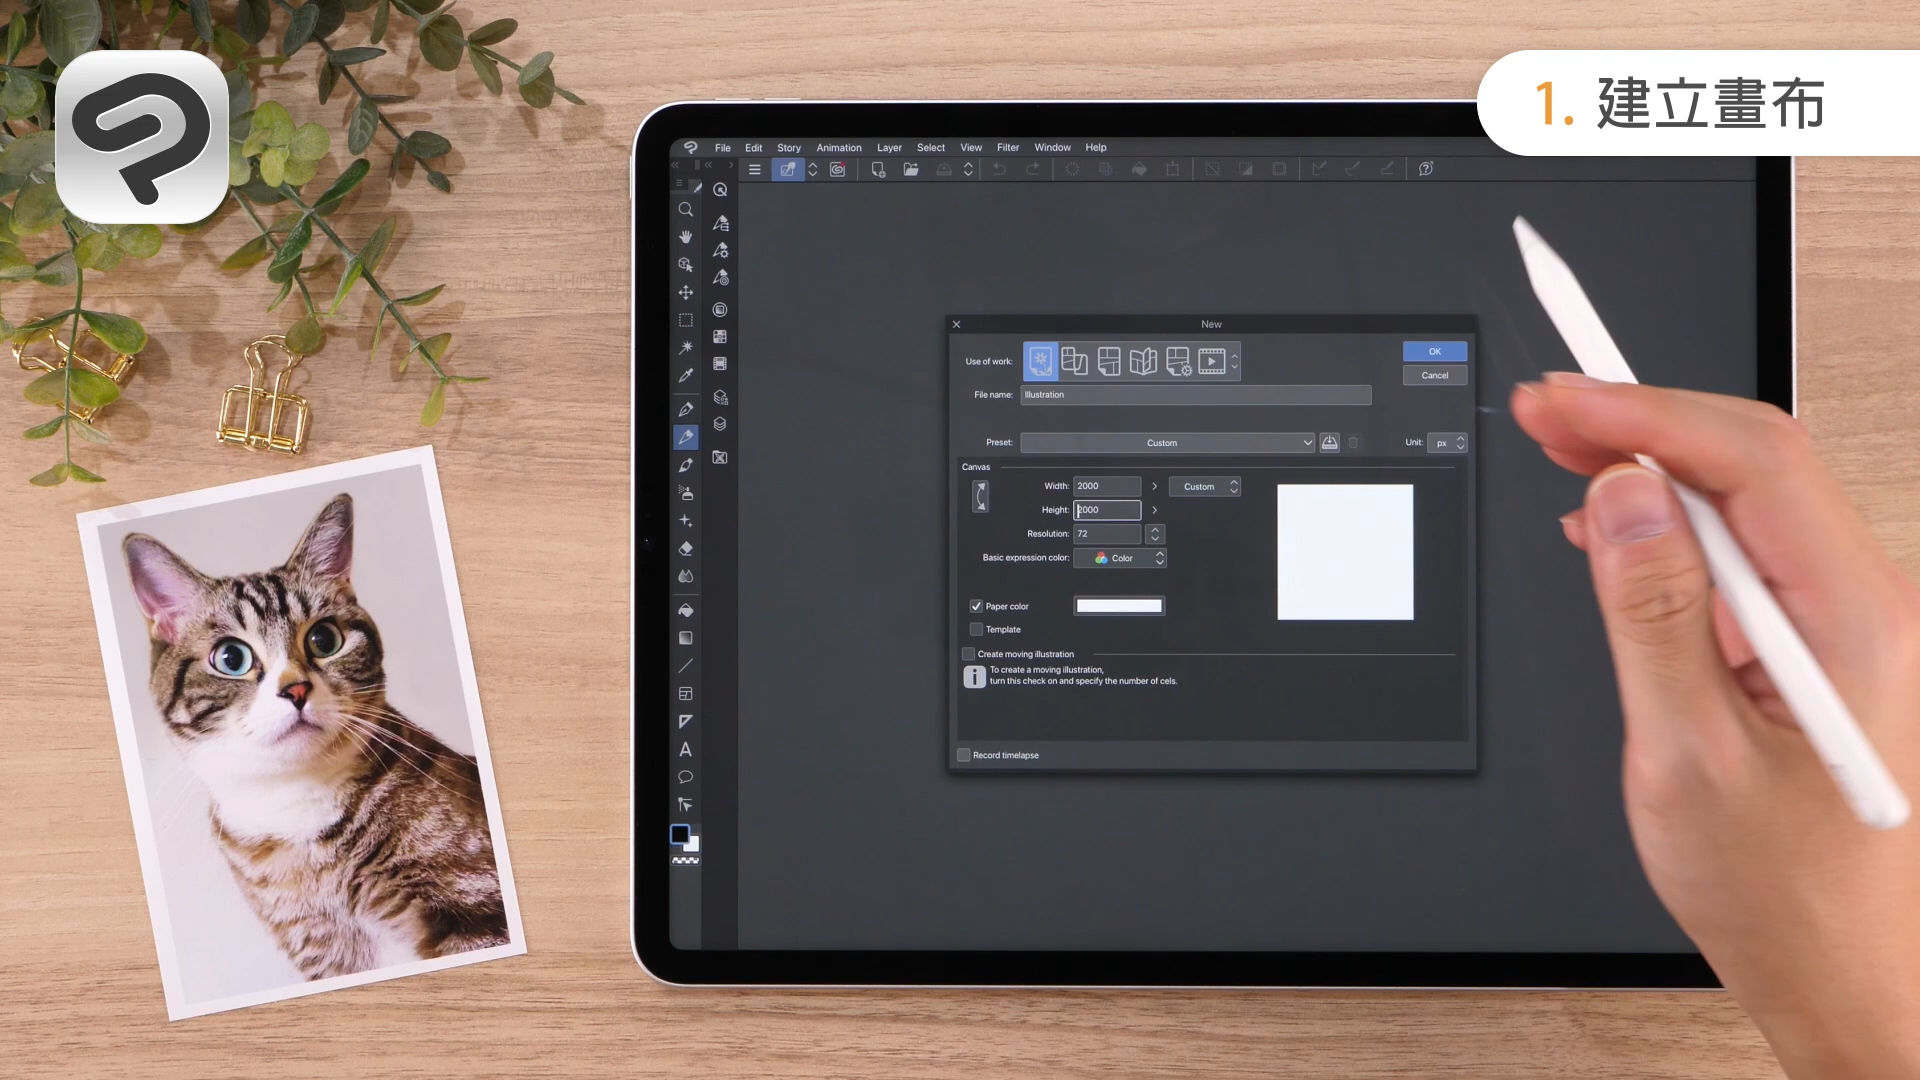 1. 建立畫布
File Edit Story Animation Layer Select View Filter Window Help
New
Use of work:
OK
Cancel
File name: Illustration
Preset: Custom Unit: px
Canvas
Width: 2000 Custom
Height: 2000
Resolution: 72
Basic expression color: Color
Paper color
Template
Create moving illustration
To create a moving illustration,
turn this check on and specify the number of cels.
Record timelapse